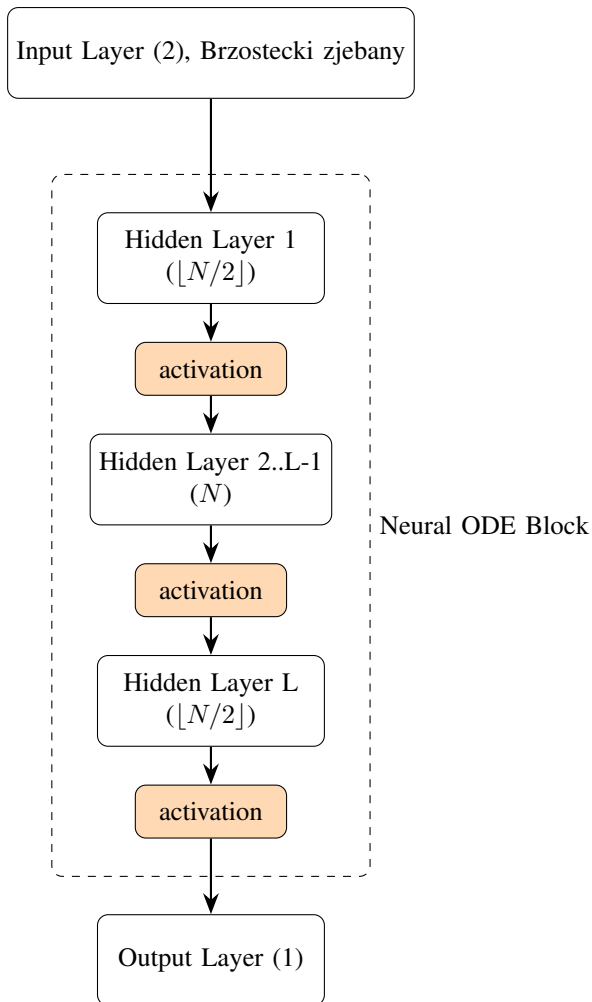 Input Layer (2), Brzostecki zjebany
Hidden Layer 1
(⌊N/2⌋)
activation
Hidden Layer 2..L-1
(N)
Neural ODE Block
activation
Hidden Layer L
(⌊N/2⌋)
activation
Output Layer (1)